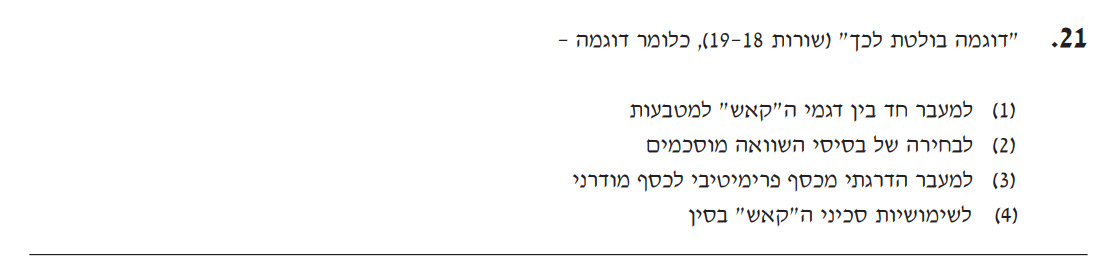 21. "דוגמה בולטת לכך" (שורות 18–19), כלומר דוגמה –
(1) למעבר חד בין דגמי ה"קאש" למטבעות
(2) לבחירה של בסיסי השוואה מוסכמים
(3) למעבר הדרגתי מכסף פרימיטיבי לכסף מודרני
(4) לשימושיות סכיני ה"קאש" בסין